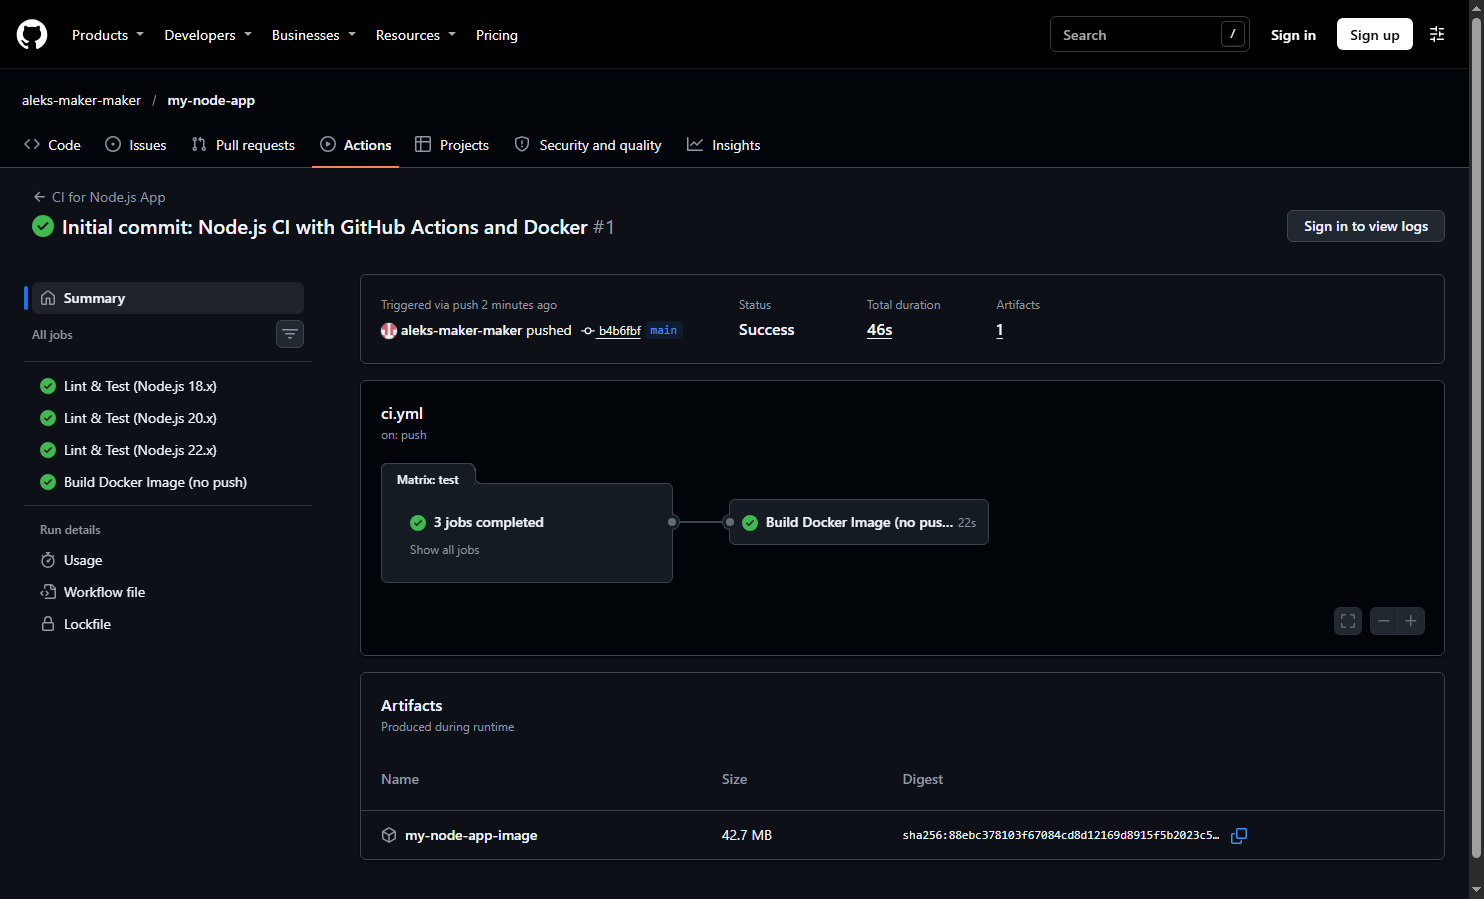 Products Developers Businesses Resources Pricing Search / Sign in Sign up
aleks-maker-maker / my-node-app
Code Issues Pull requests Actions Projects Security and quality Insights
CI for Node.js App
Initial commit: Node.js CI with GitHub Actions and Docker #1
Sign in to view logs
Summary
All jobs
Lint & Test (Node.js 18.x)
Lint & Test (Node.js 20.x)
Lint & Test (Node.js 22.x)
Build Docker Image (no push)
Run details
Usage
Workflow file
Lockfile
Triggered via push 2 minutes ago
aleks-maker-maker pushed b4b6fbf main
Status
Success
Total duration
46s
Artifacts
1
ci.yml
on: push
Matrix: test
3 jobs completed
Show all jobs
Build Docker Image (no pus... 22s
Artifacts
Produced during runtime
Name Size Digest
my-node-app-image 42.7 MB sha256:88ebc378103f67084cd8d12169d8915f5b2023c5…